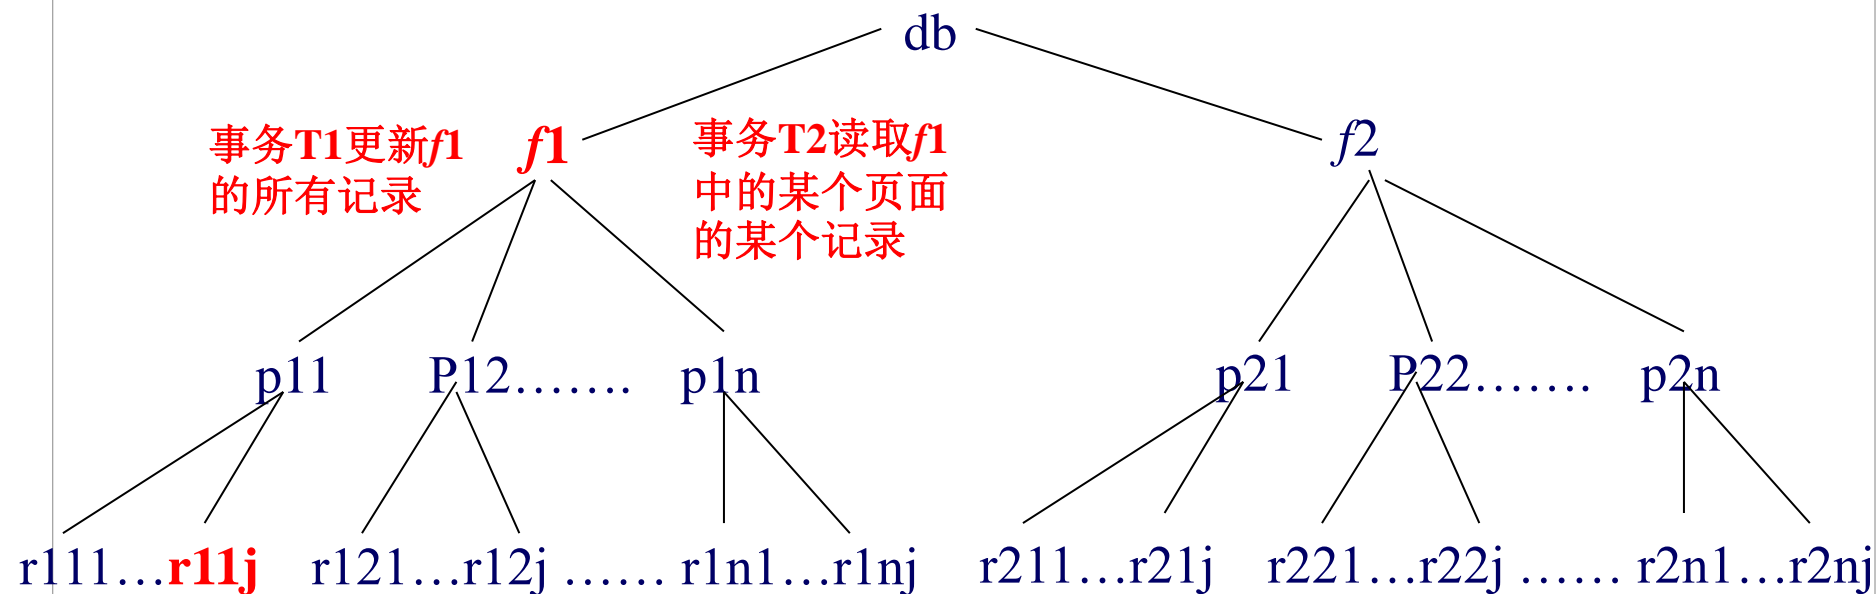 db
事务T1更新f1
的所有记录
f1
事务T2读取f1
中的某个页面
的某个记录
f2
p11 P12……. p1n p21 P22……. p2n
r111…r11j r121…r12j …… r1n1…r1nj r211…r21j r221…r22j …… r2n1…r2nj